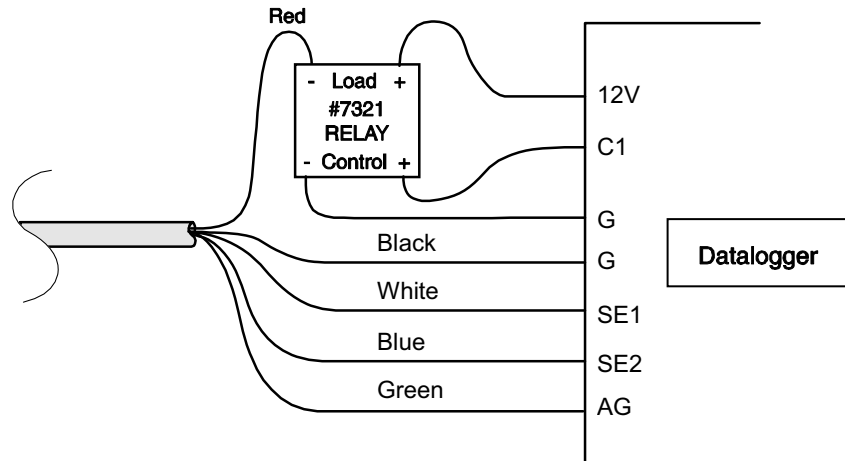 Red
- Load +
#7321
RELAY
- Control +
12V
C1
G
Black
G
Datalogger
White
SE1
Blue
SE2
Green
AG